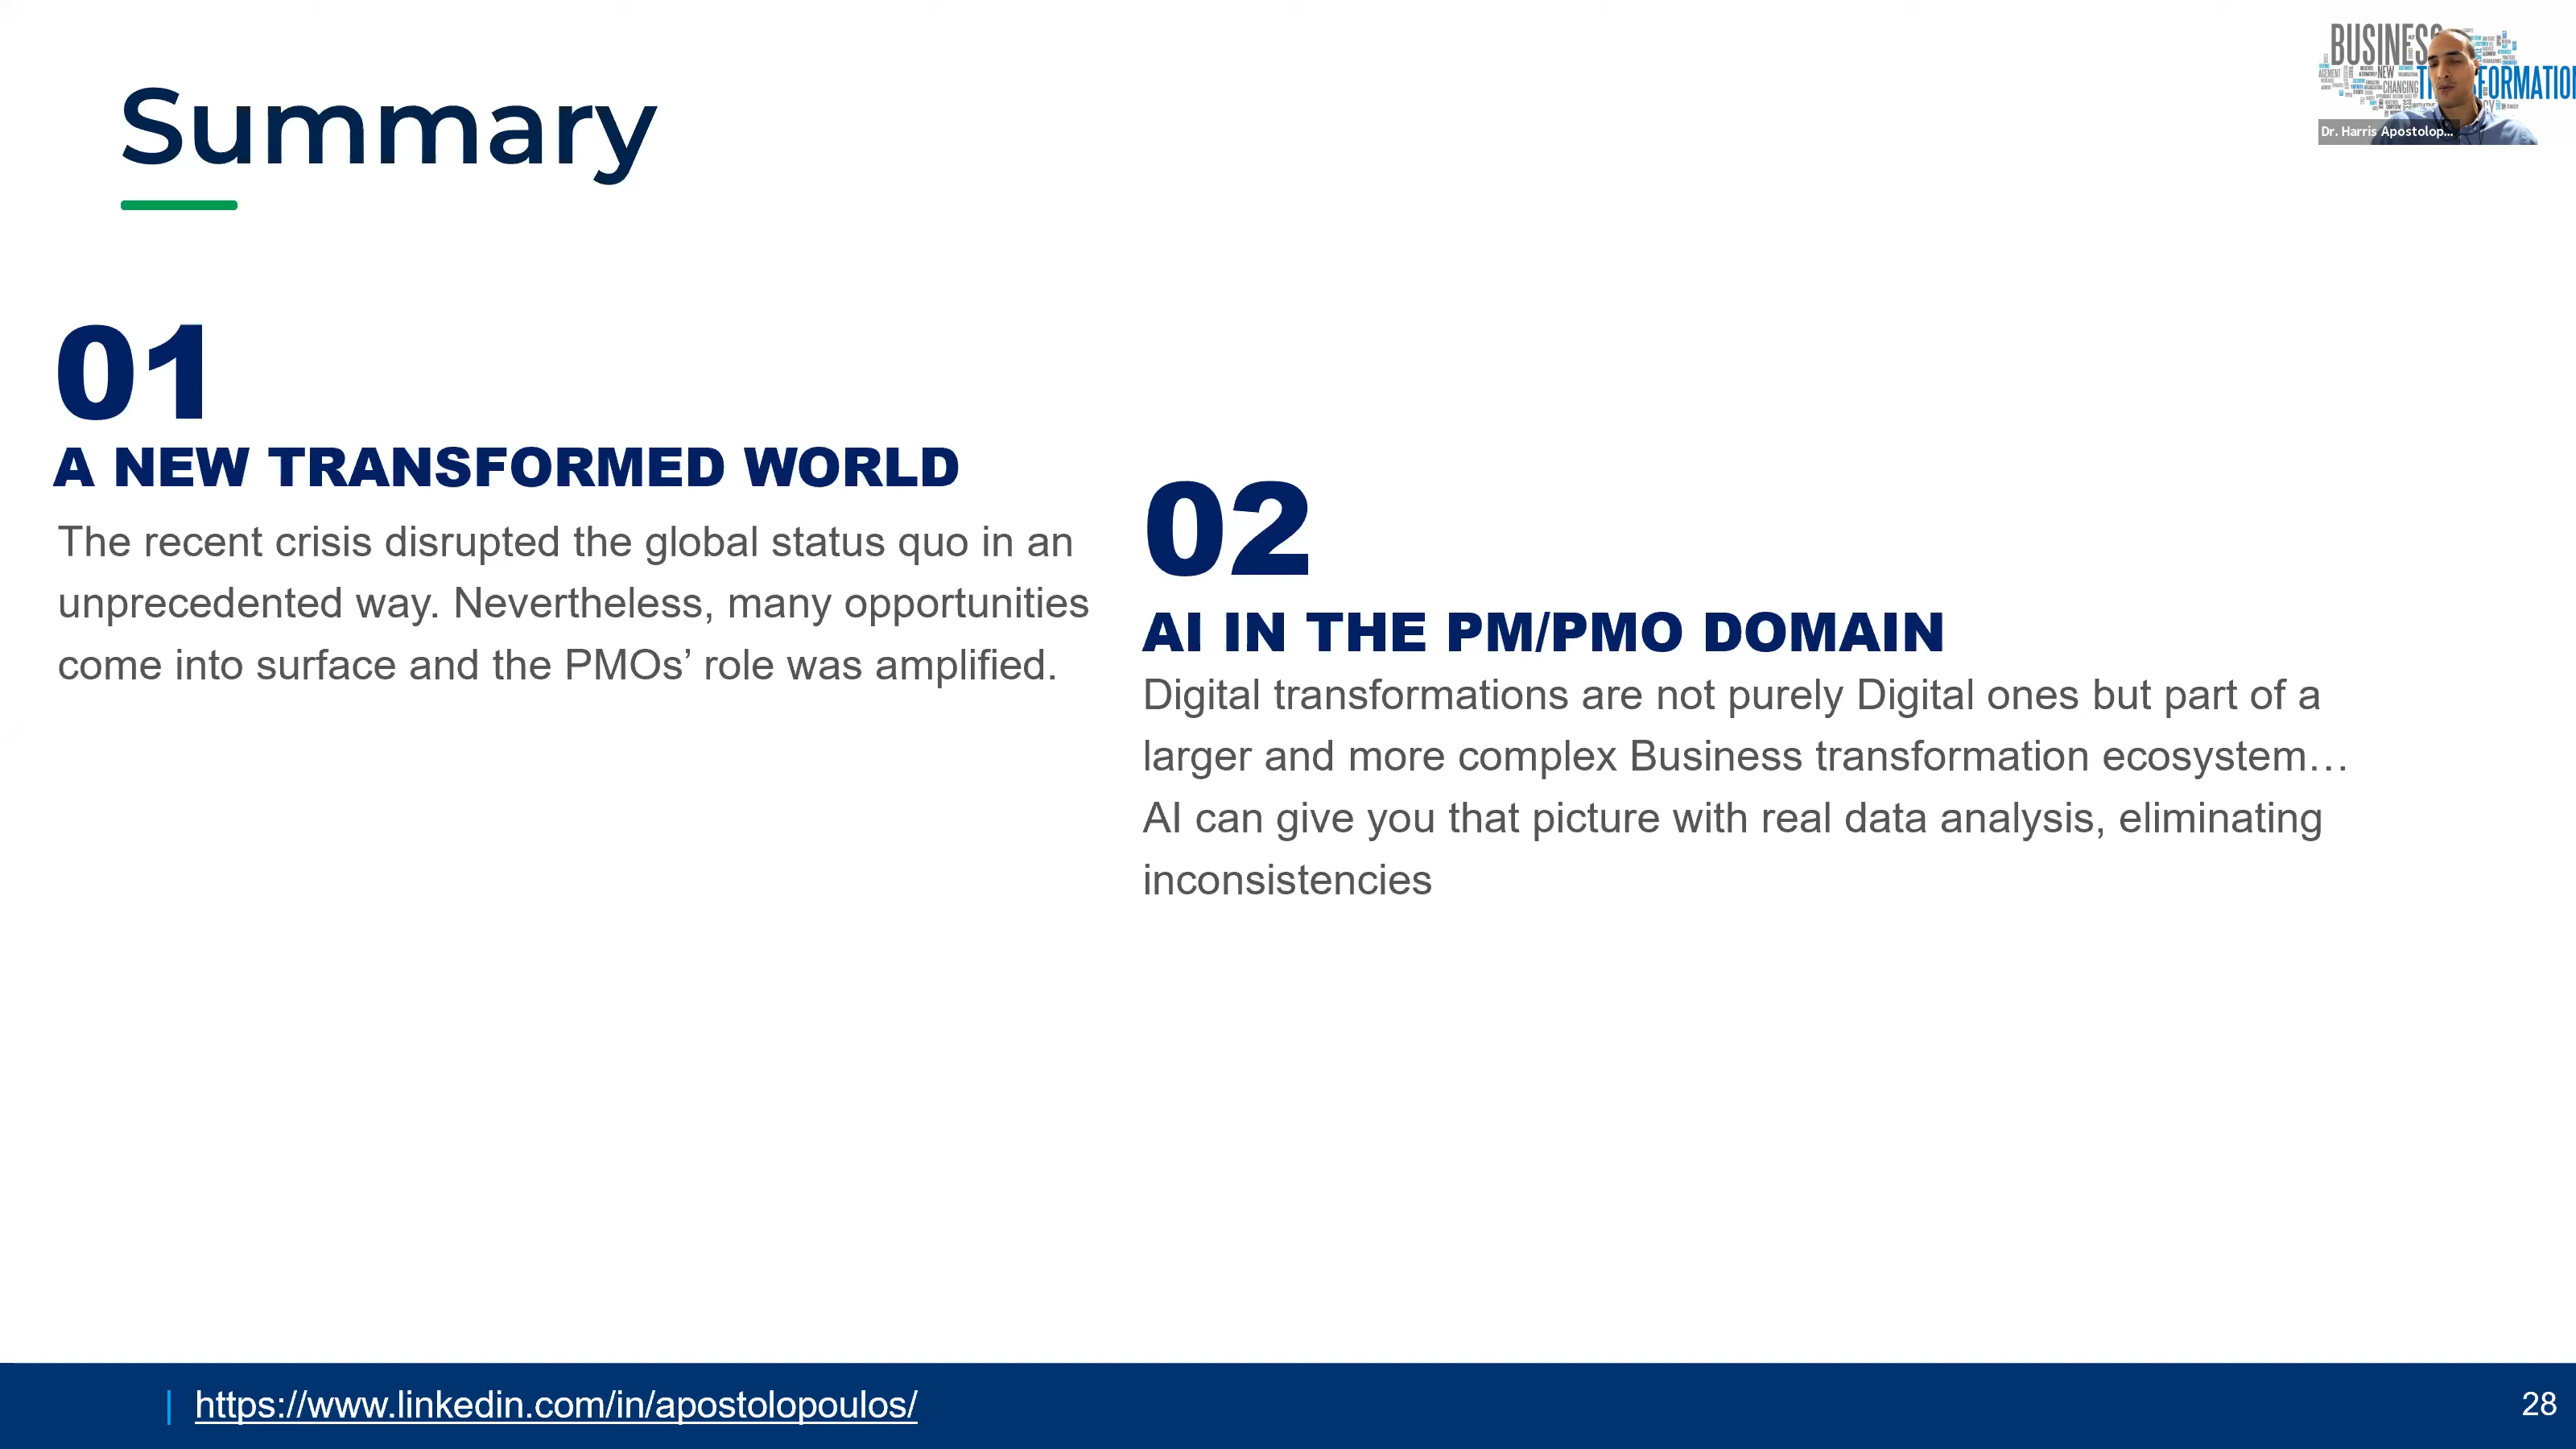 Summary
BUSINESS
NEW
CHANGING
Dr. Harris Apostolop...
01
A NEW TRANSFORMED WORLD
The recent crisis disrupted the global status quo in an
unprecedented way. Nevertheless, many opportunities
come into surface and the PMOs’ role was amplified.
02
AI IN THE PM/PMO DOMAIN
Digital transformations are not purely Digital ones but part of a
larger and more complex Business transformation ecosystem…
AI can give you that picture with real data analysis, eliminating
inconsistencies
| https://www.linkedin.com/in/apostolopoulos/
28